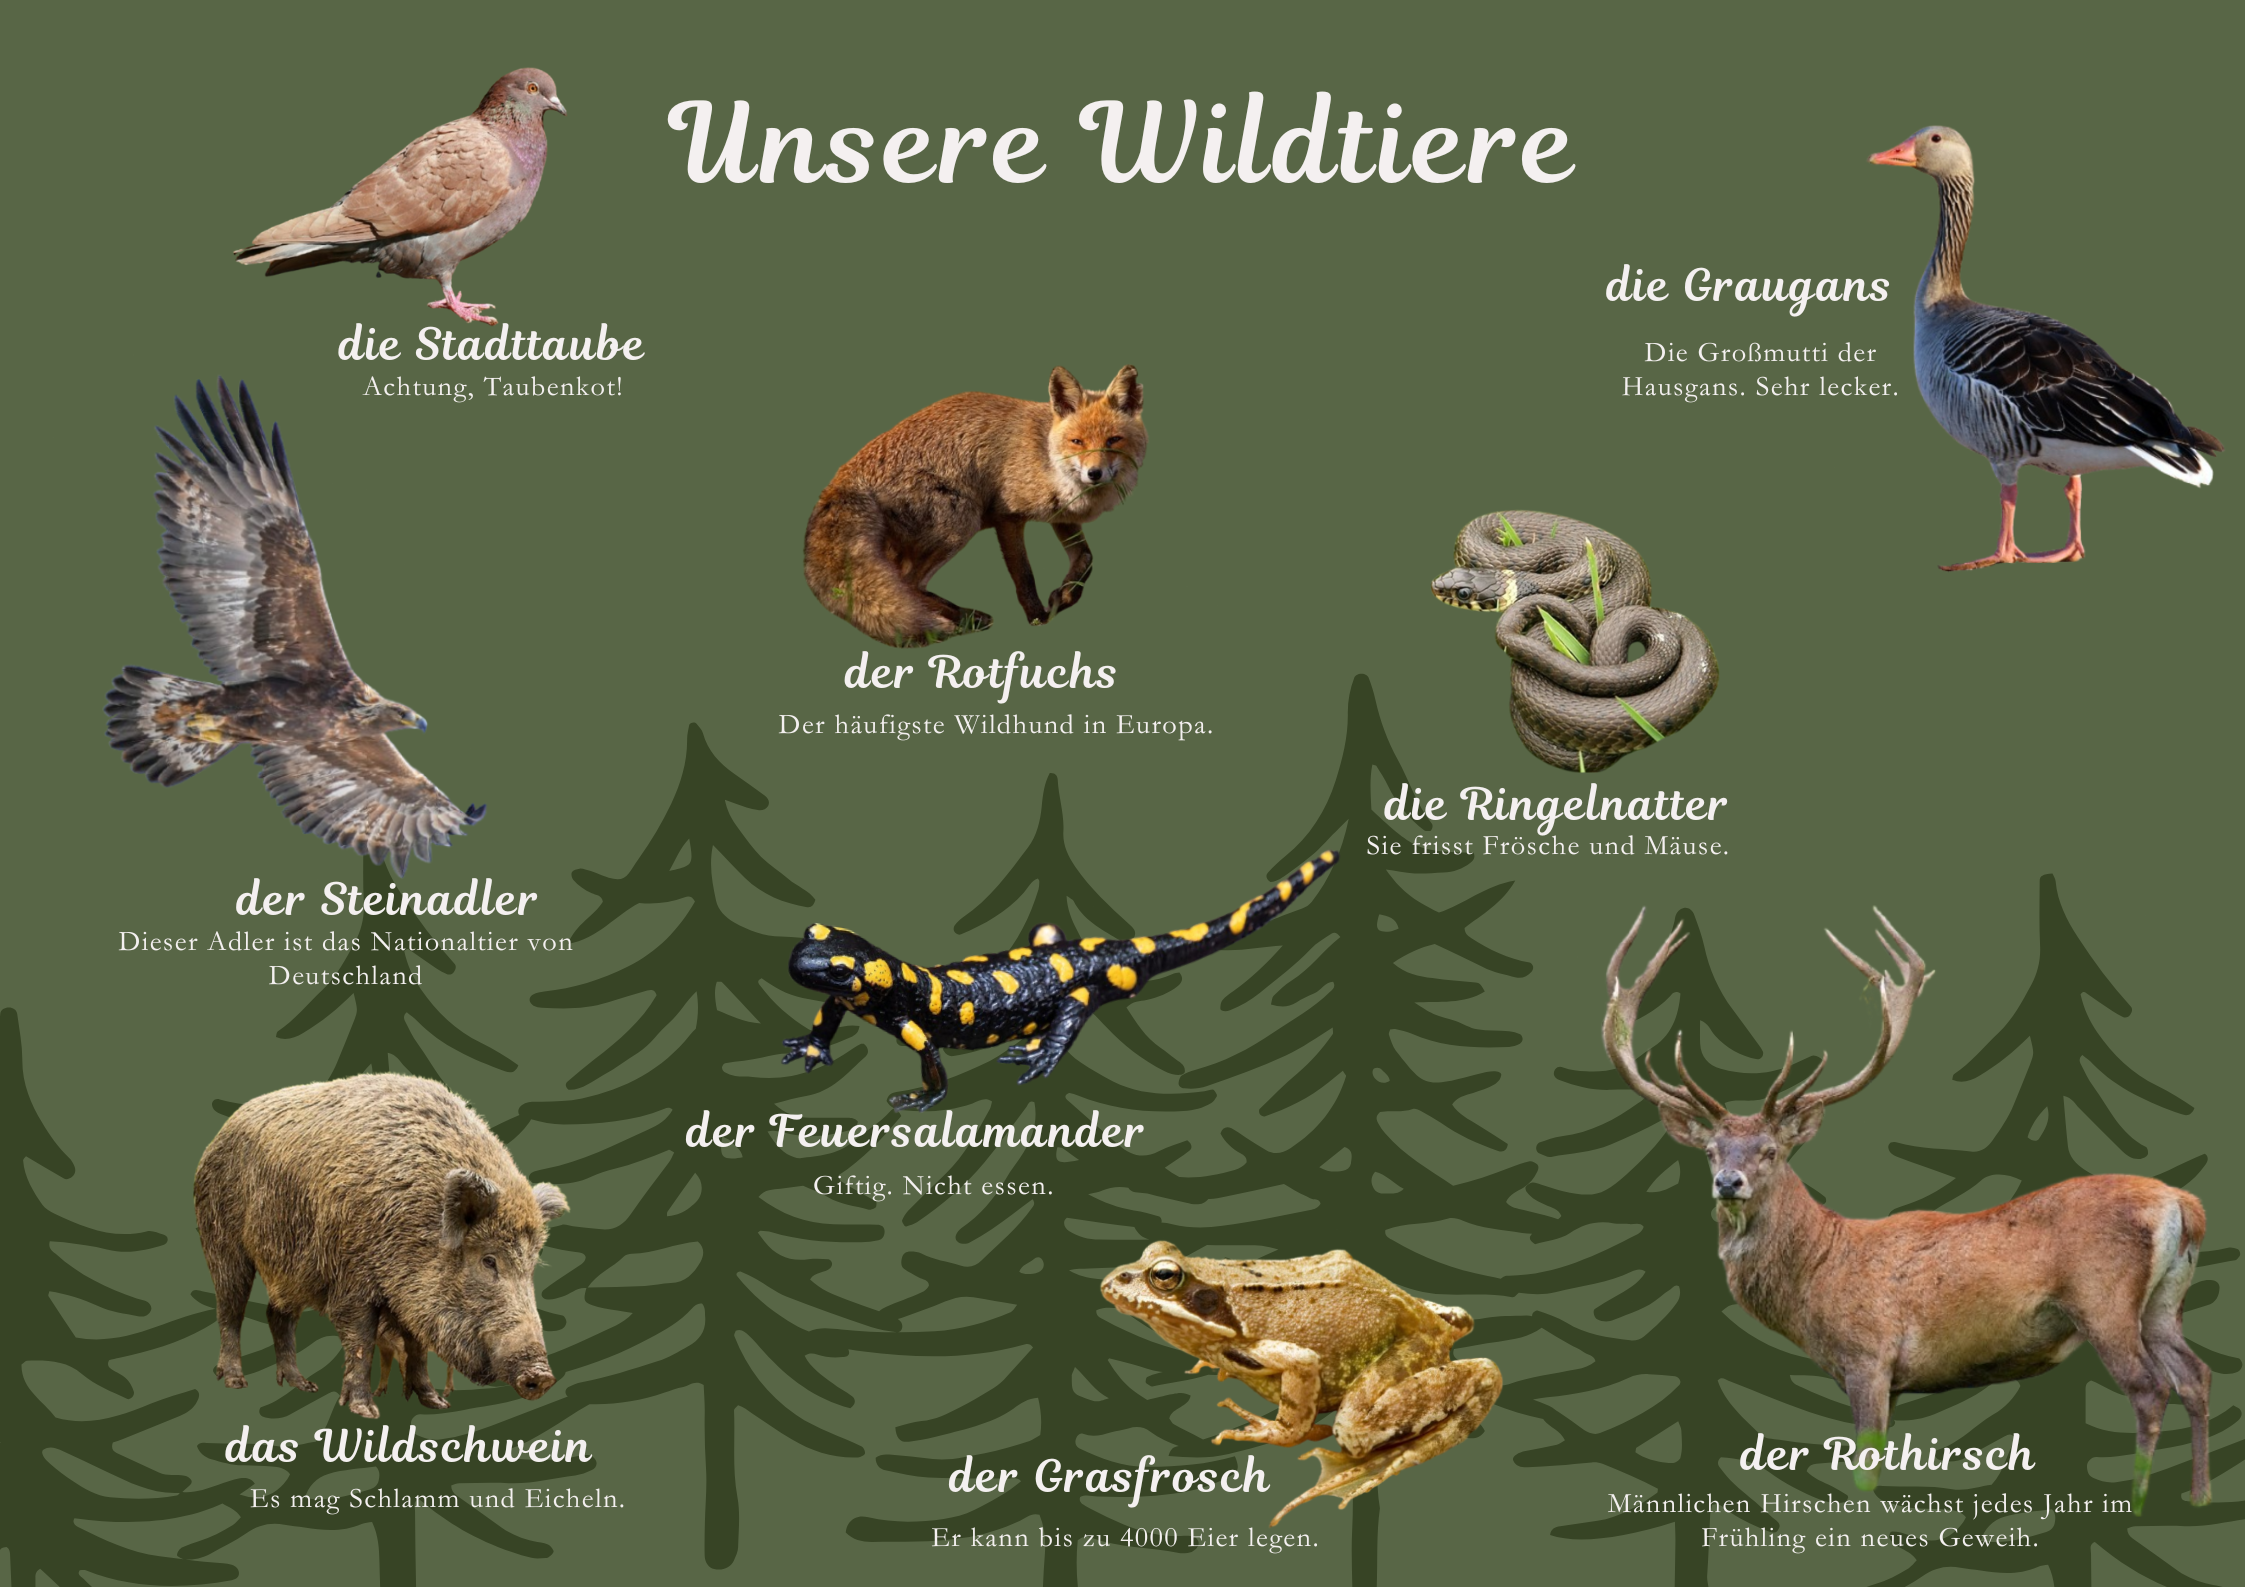 Unsere Wildtiere
die Stadttaube
Achtung, Taubenkot!
die Graugans
Die Großmutti der
Hausgans. Sehr lecker.
der Rotfuchs
Der häufigste Wildhund in Europa.
die Ringelnatter
Sie frisst Frösche und Mäuse.
der Steinadler
Dieser Adler ist das Nationaltier von
Deutschland
der Feuersalamander
Giftig. Nicht essen.
das Wildschwein
Es mag Schlamm und Eicheln.
der Grasfrosch
Er kann bis zu 4000 Eier legen.
der Rothirsch
Männlichen Hirschen wächst jedes Jahr im
Frühling ein neues Geweih.